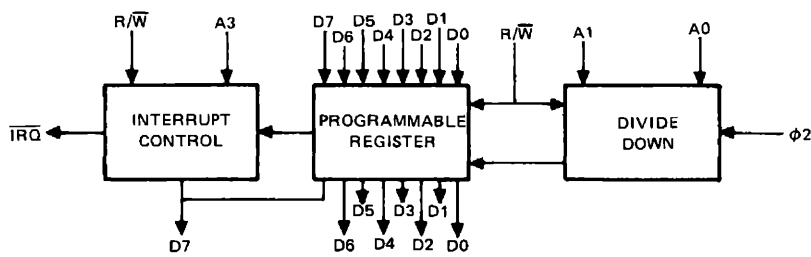 R/W̅ A3 D7 D6 D5 D4 D3 D2 D1 D0 R/W̅ A1 A0
I̅R̅Q̅ INTERRUPT CONTROL
PROGRAMMABLE REGISTER
DIVIDE DOWN
ϕ2
D7 D6 D5 D4 D3 D2 D1 D0